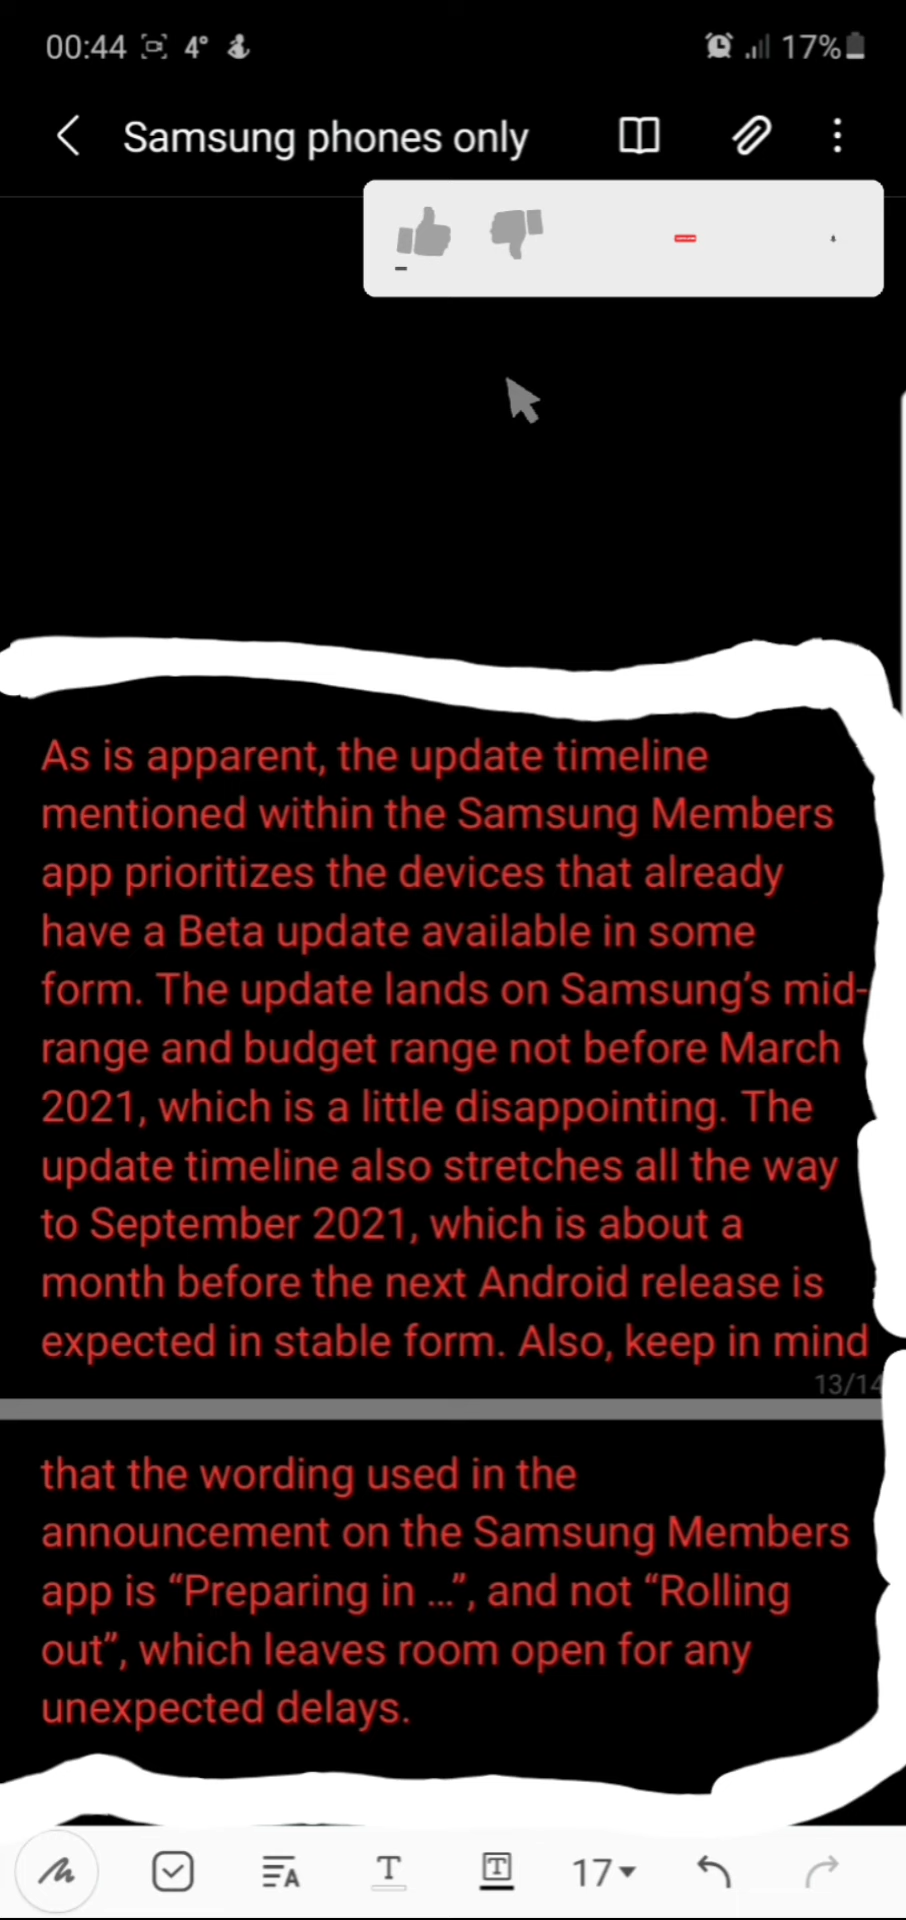 00:44 4° 17%
Samsung phones only
As is apparent, the update timeline
mentioned within the Samsung Members
app prioritizes the devices that already
have a Beta update available in some
form. The update lands on Samsung’s mid-
range and budget range not before March
2021, which is a little disappointing. The
update timeline also stretches all the way
to September 2021, which is about a
month before the next Android release is
expected in stable form. Also, keep in mind
13/14
that the wording used in the
announcement on the Samsung Members
app is “Preparing in …”, and not “Rolling
out”, which leaves room open for any
unexpected delays.
17